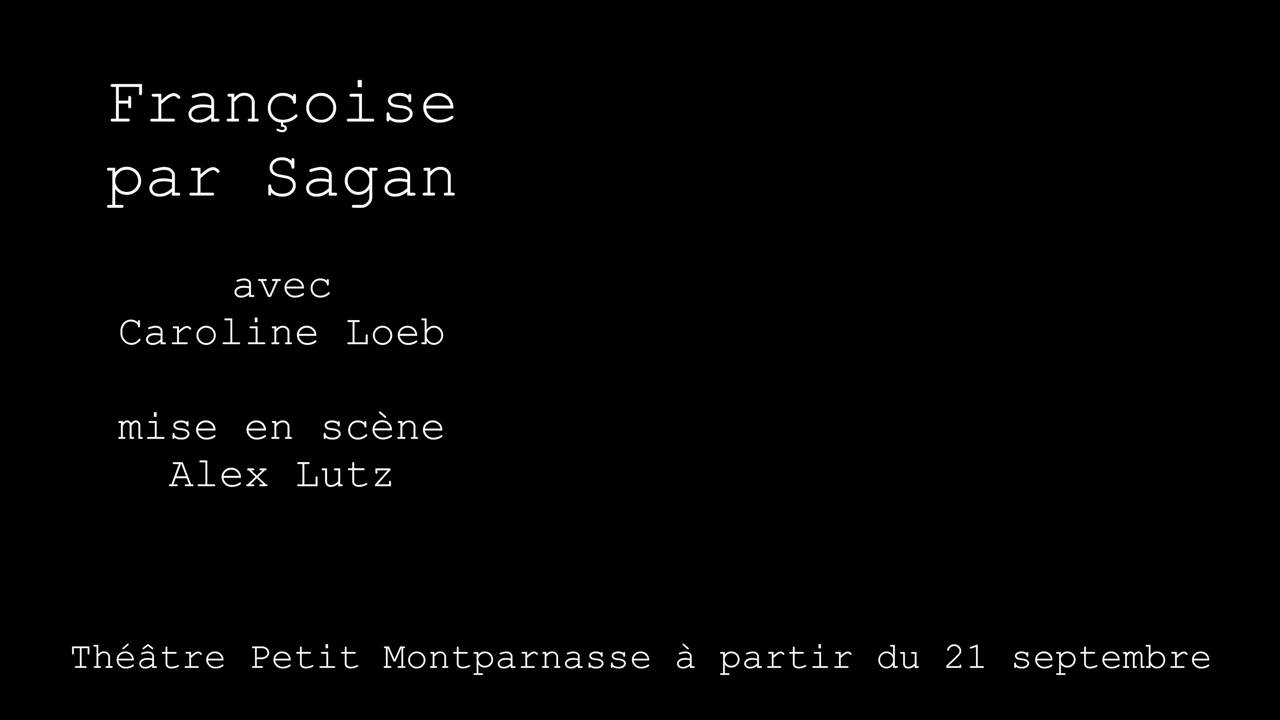 Françoise
par Sagan
avec
Caroline Loeb
mise en scène
Alex Lutz
Théâtre Petit Montparnasse à partir du 21 septembre